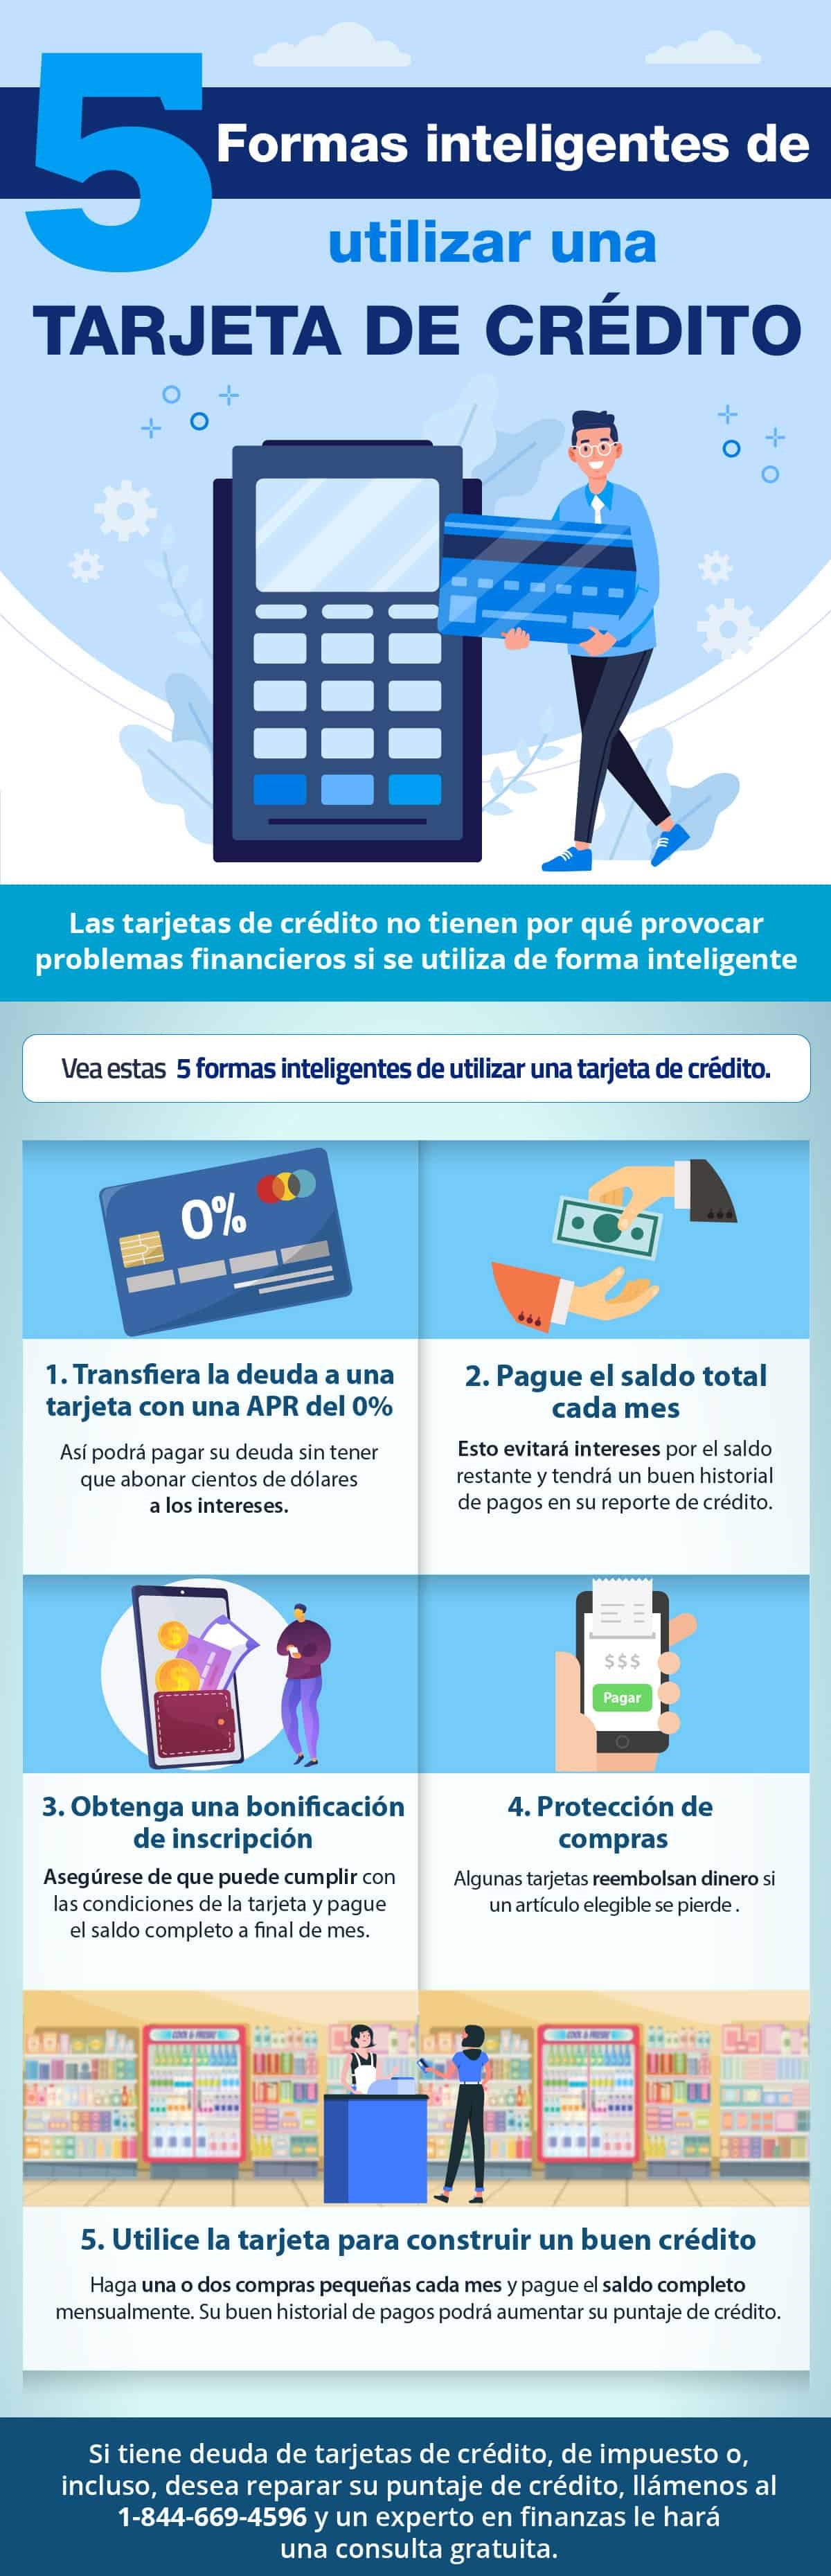 5 Formas inteligentes de
utilizar una
TARJETA DE CRÉDITO
Las tarjetas de crédito no tienen por qué provocar
problemas financieros si se utiliza de forma inteligente
Vea estas 5 formas inteligentes de utilizar una tarjeta de crédito.
0%
1. Transfiera la deuda a una
tarjeta con una APR del 0%
Así podrá pagar su deuda sin tener
que abonar cientos de dólares
a los intereses.
2. Pague el saldo total
cada mes
Esto evitará intereses por el saldo
restante y tendrá un buen historial
de pagos en su reporte de crédito.
$
$
$$$
Pagar
3. Obtenga una bonificación
de inscripción
Asegúrese de que puede cumplir con
las condiciones de la tarjeta y pague
el saldo completo a final de mes.
4. Protección de
compras
Algunas tarjetas reembolsan dinero si
un artículo elegible se pierde .
COOL & FRESH
COOL & FRESH
5. Utilice la tarjeta para construir un buen crédito
Haga una o dos compras pequeñas cada mes y pague el saldo completo
mensualmente. Su buen historial de pagos podrá aumentar su puntaje de crédito.
Si tiene deuda de tarjetas de crédito, de impuesto o,
incluso, desea reparar su puntaje de crédito, llámenos al
1-844-669-4596 y un experto en finanzas le hará
una consulta gratuita.